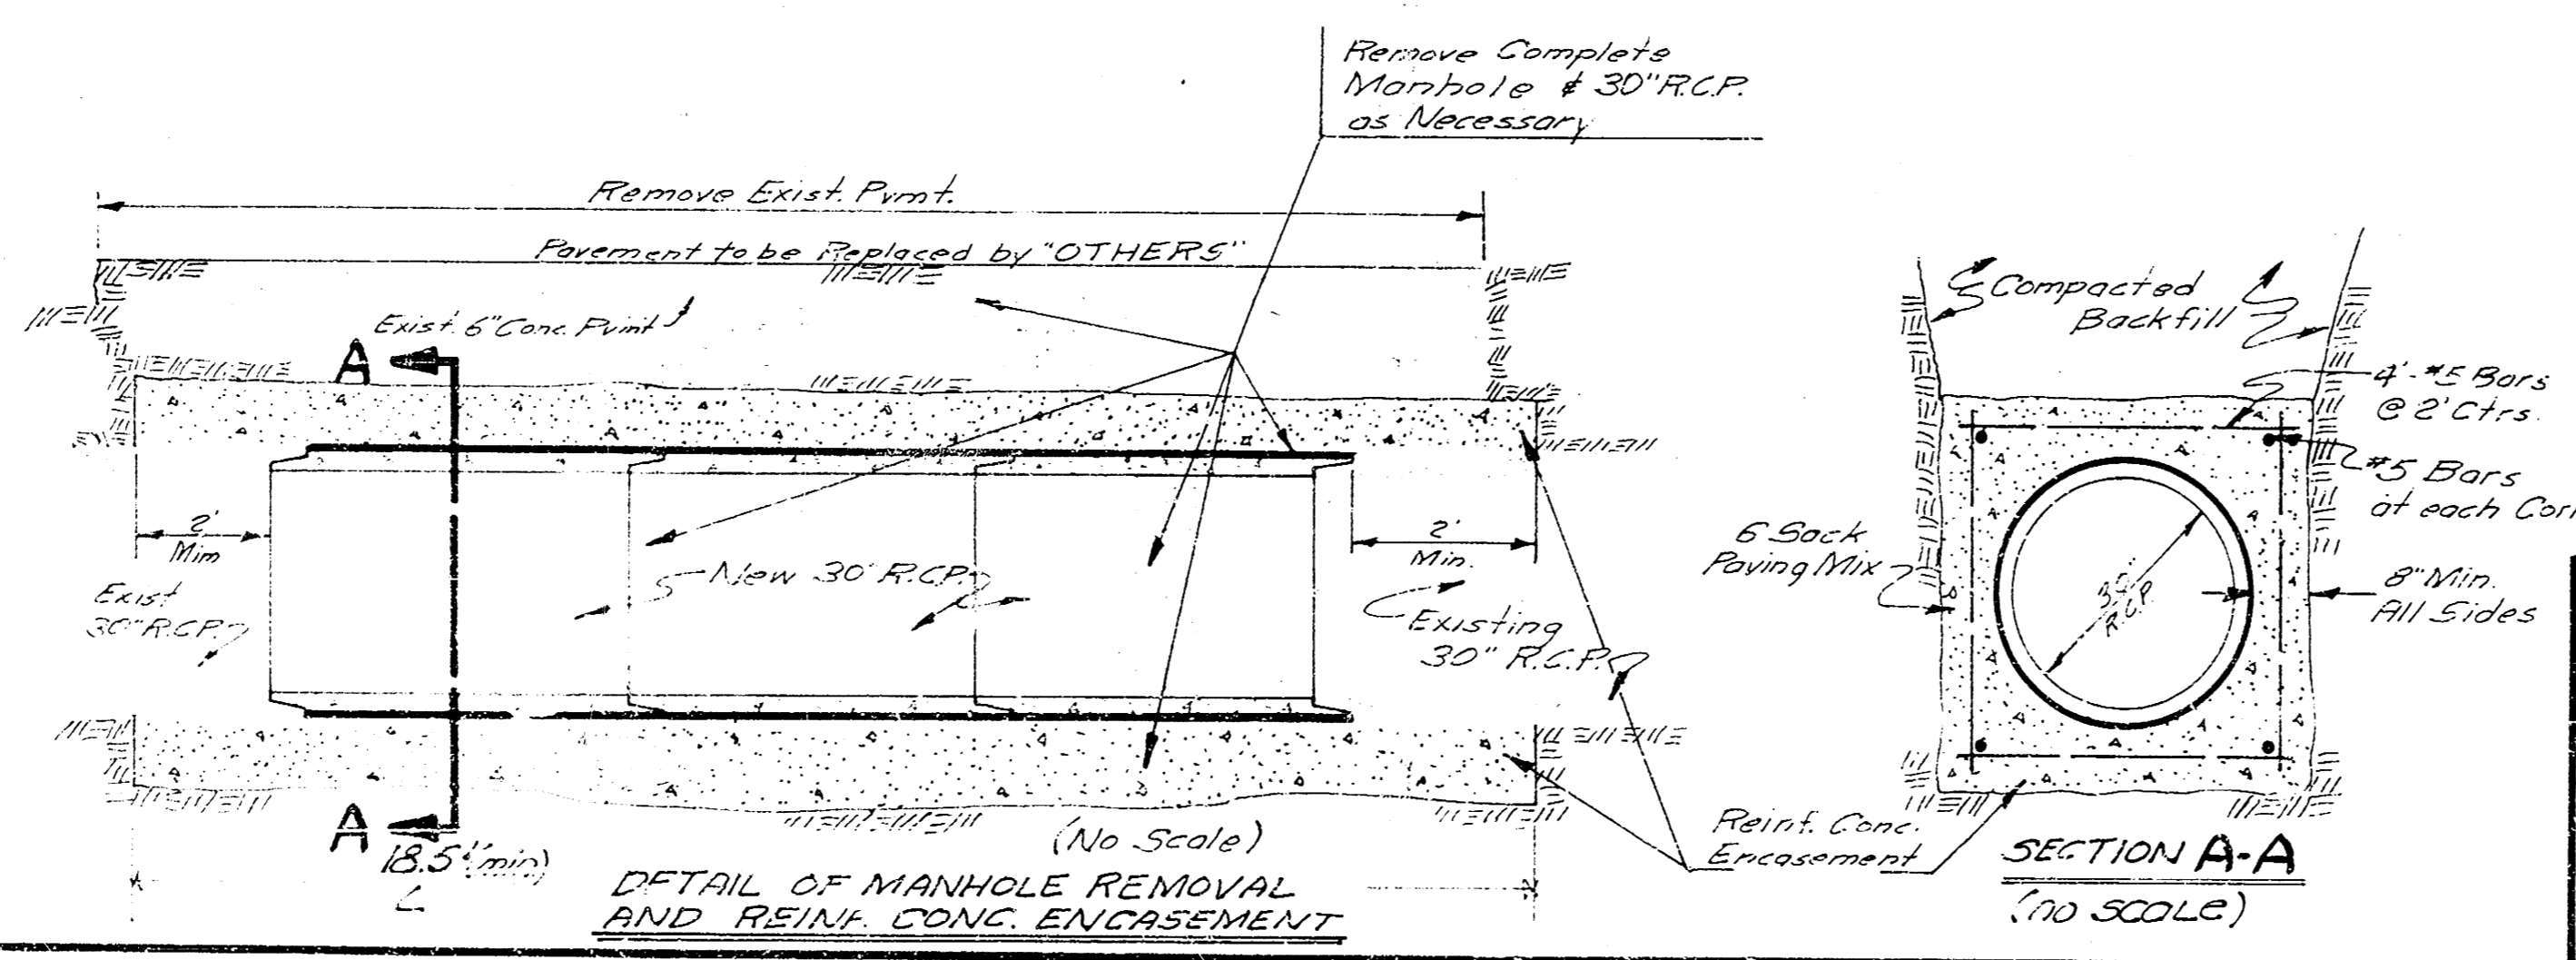 Remove Complete
Manhole & 30" R.C.P.
as Necessary
Remove Exist. Pvmt.
Pavement to be Replaced by "OTHERS"
Exist. 6" Conc. Pvmt
A
2'
Min
Exist
30" R.C.P.
New 30" R.C.P.
2'
Min.
Existing
30" R.C.P.
A
18.5' (min)
(No Scale)
DETAIL OF MANHOLE REMOVAL
AND REINF. CONC. ENCASEMENT
Compacted
Backfill
4'-#5 Bars
@ 2' Ctrs.
#5 Bars
at each Cor
6 Sack
Paving Mix
30"
R.C.P.
8" Min.
All Sides
Reinf. Conc.
Encasement
SECTION A-A
(no SCALE)